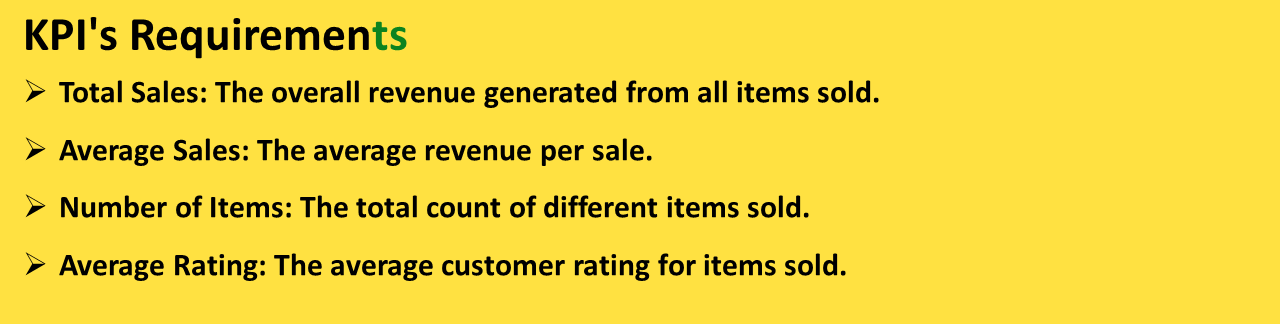 KPI's Requirements
➢ Total Sales: The overall revenue generated from all items sold.
➢ Average Sales: The average revenue per sale.
➢ Number of Items: The total count of different items sold.
➢ Average Rating: The average customer rating for items sold.